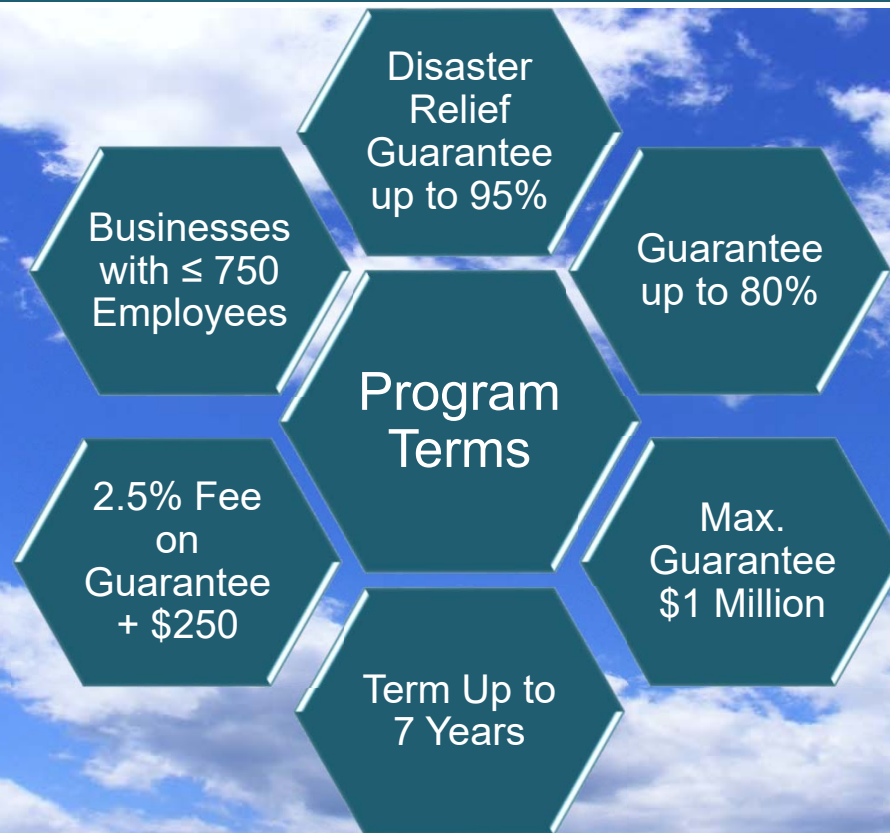 Disaster
Relief
Guarantee
up to 95%
Businesses
with ≤ 750
Employees
Guarantee
up to 80%
Program
Terms
2.5% Fee
on
Guarantee
+ $250
Max.
Guarantee
$1 Million
Term Up to
7 Years